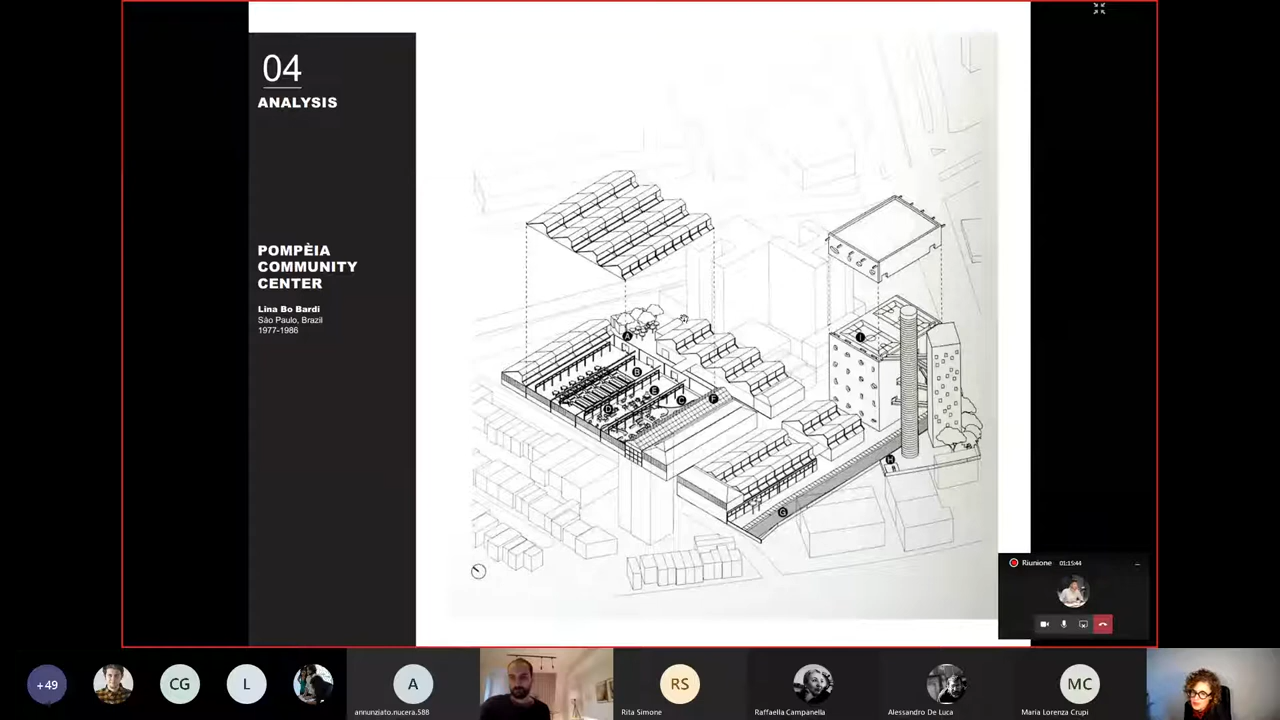 04
ANALYSIS
POMPÈIA
COMMUNITY
CENTER
Lina Bo Bardi
São Paulo, Brazil
1977-1986
A
B
E
D
C
F
I
H
G
Riunione 01:15:44
+49
CG
L
A
annunziato.nucera.588
RS
Rita Simone
Raffaella Campanella
Alessandro De Luca
MC
Maria Lorenza Crupi